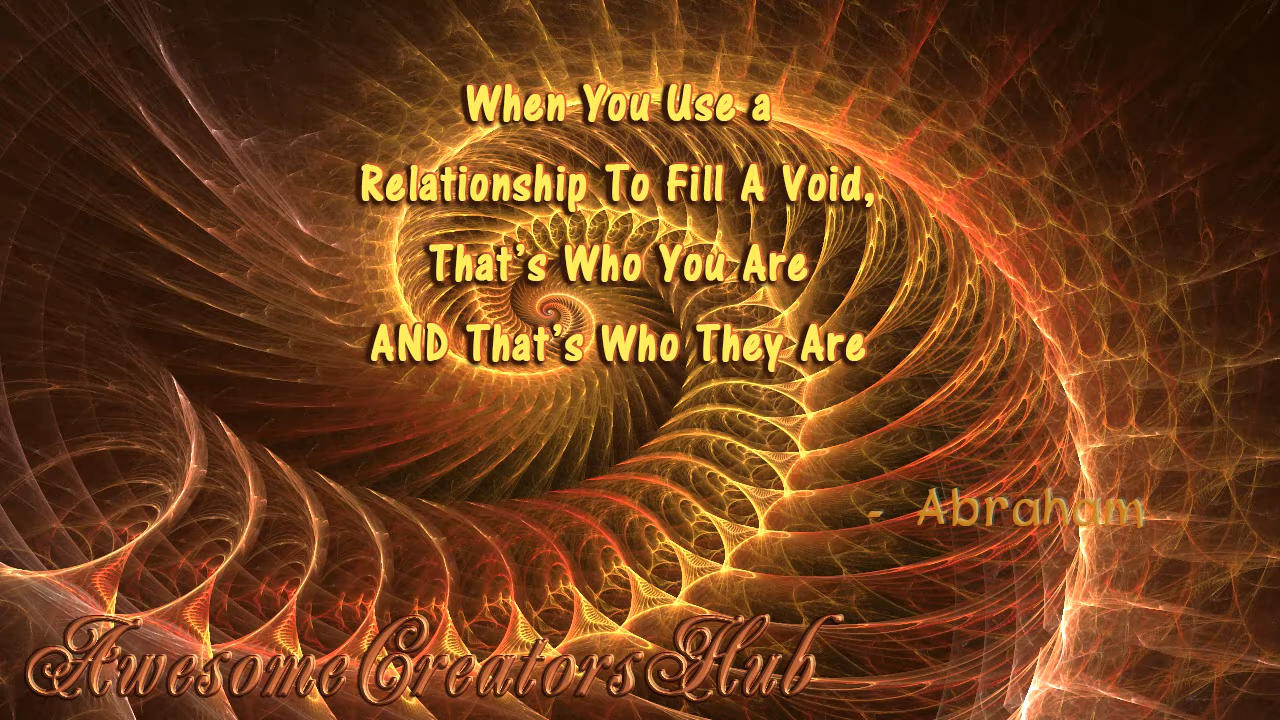 When You Use a
Relationship To Fill A Void,
That's Who You Are
AND That's Who They Are
- Abraham
AwesomeCreatorsHub